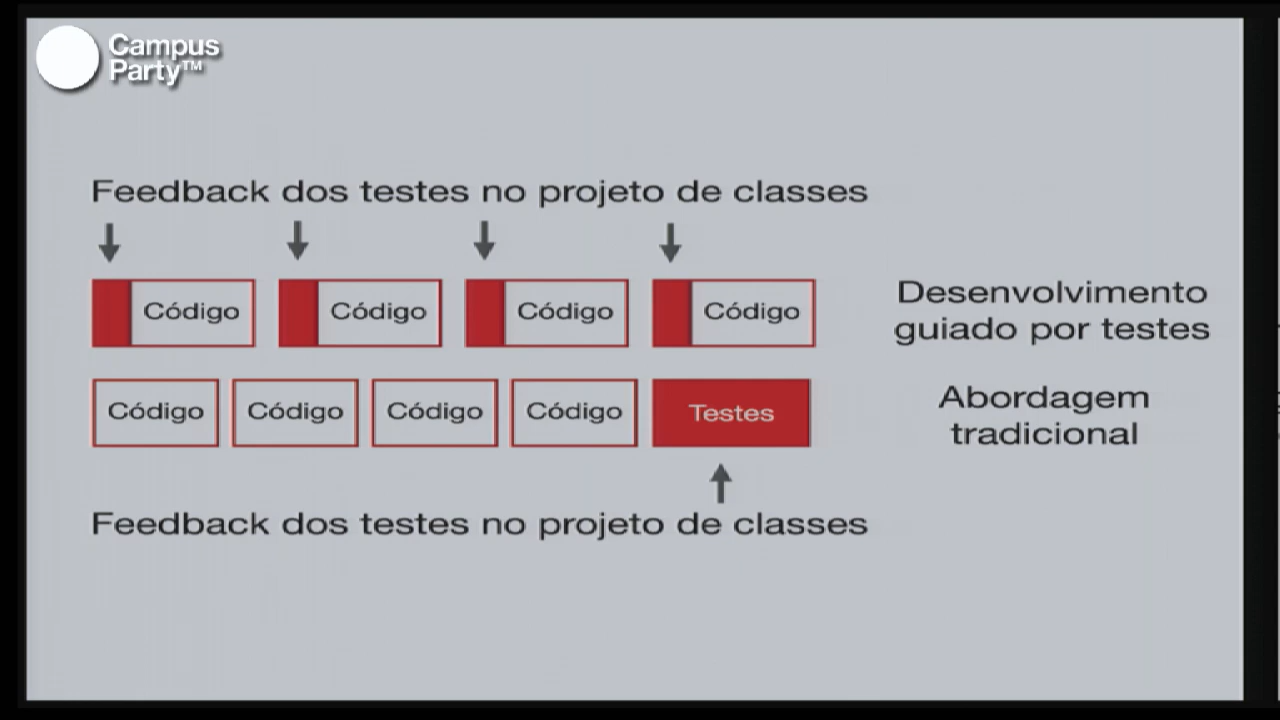 Campus
Party™
Feedback dos testes no projeto de classes
Código Código Código Código
Desenvolvimento
guiado por testes
Código Código Código Código Testes
Abordagem
tradicional
Feedback dos testes no projeto de classes